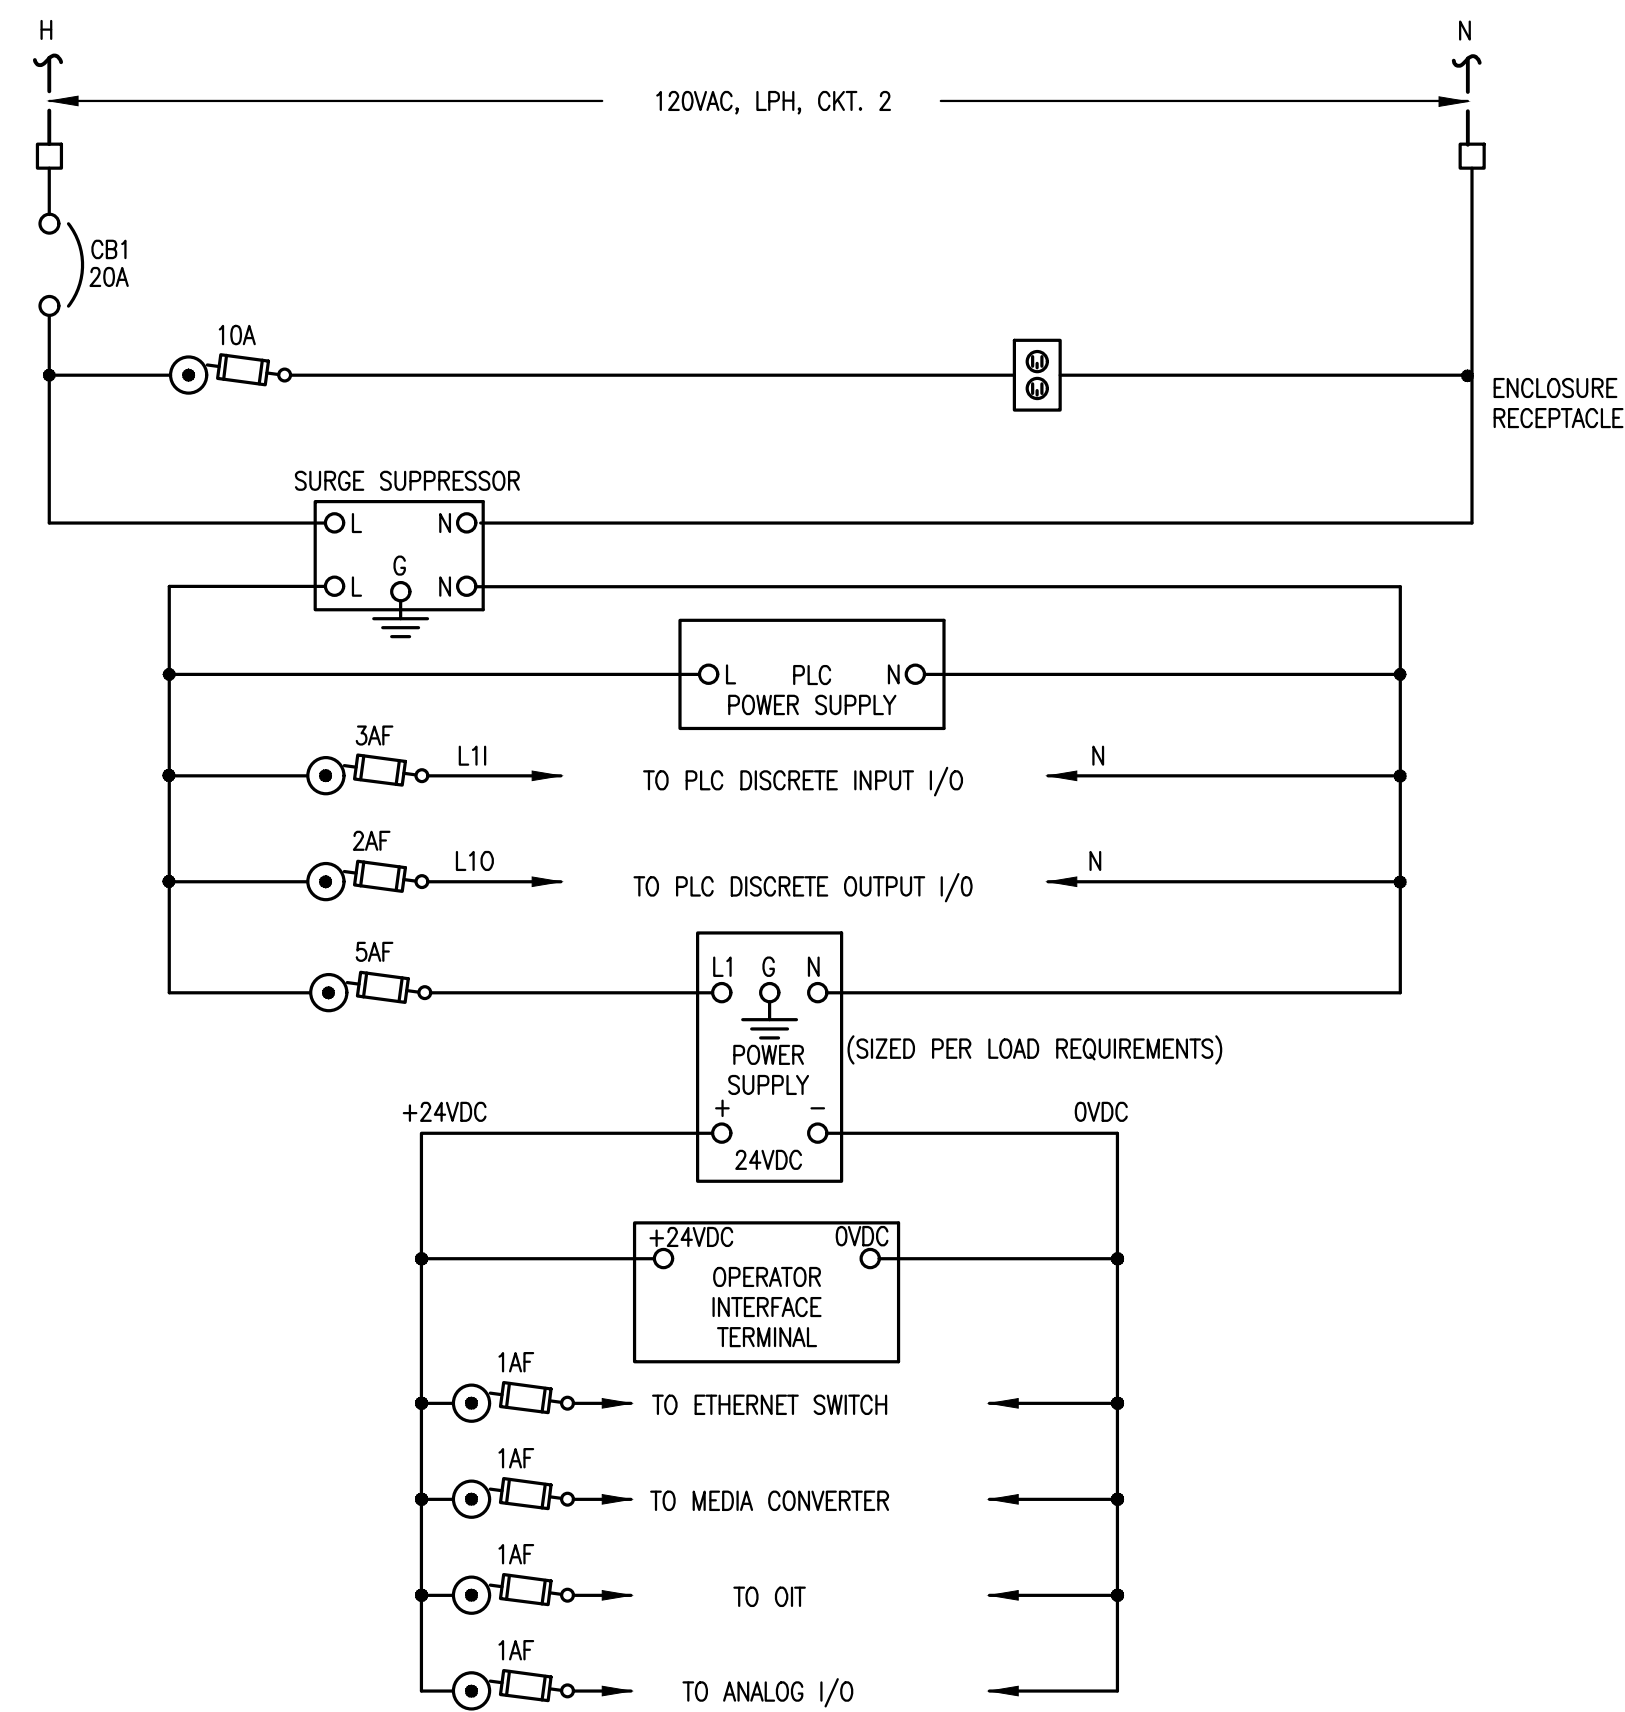 H
N
120VAC, LPH, CKT. 2
CB1
20A
10A
ENCLOSURE
RECEPTACLE
SURGE SUPPRESSOR
L
N
G
L
N
L
PLC
N
POWER SUPPLY
3AF
L1I
TO PLC DISCRETE INPUT I/O
N
2AF
L1O
TO PLC DISCRETE OUTPUT I/O
N
5AF
L1 G N
POWER
SUPPLY
(SIZED PER LOAD REQUIREMENTS)
+ −
24VDC
+24VDC
0VDC
+24VDC
0VDC
OPERATOR
INTERFACE
TERMINAL
1AF
TO ETHERNET SWITCH
1AF
TO MEDIA CONVERTER
1AF
TO OIT
1AF
TO ANALOG I/O